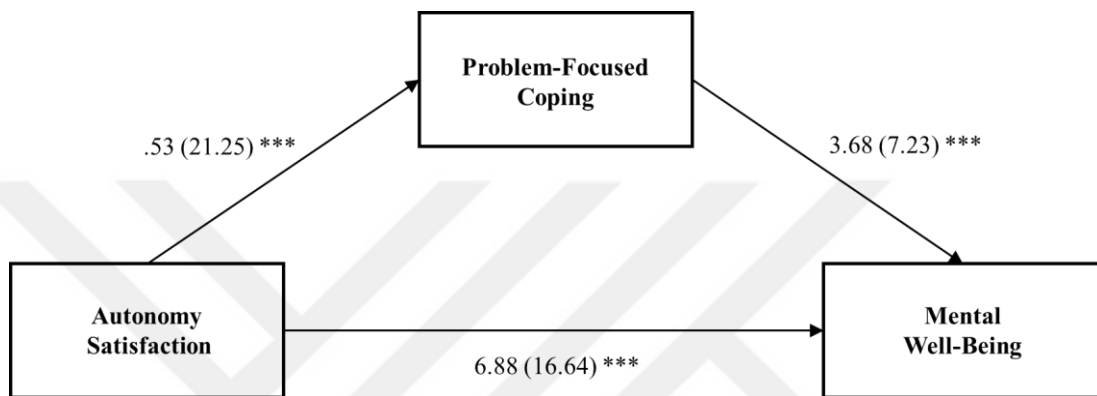 Problem-Focused
Coping
.53 (21.25) ***
3.68 (7.23) ***
Autonomy
Satisfaction
Mental
Well-Being
6.88 (16.64) ***